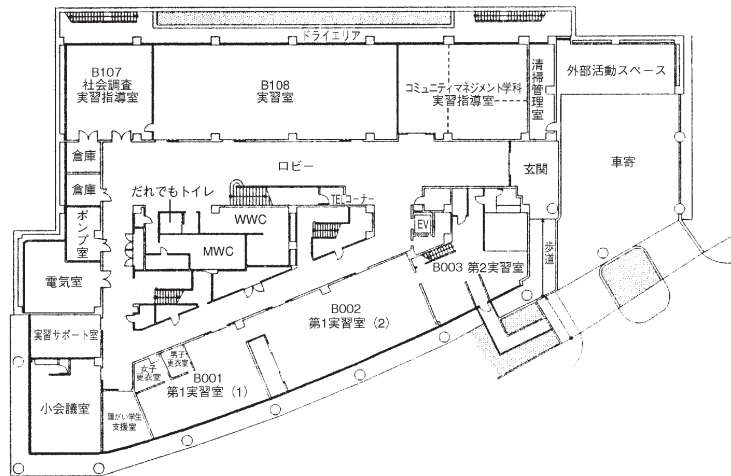 ドライエリア
B107
社会調査
実習指導室
B108
実習室
コミュニティマネジメント学科
実習指導室
清掃管理室
外部活動スペース
倉庫
倉庫
ロビー
玄関
車寄
だれでもトイレ
TELコーナー
WWC
MWC
EV
ポンプ室
電気室
歩道
B003 第2実習室
B002
第1実習室(2)
実習サポート室
女子
更衣室
男子
更衣室
B001
第1実習室(1)
小会議室
障がい学生
支援室